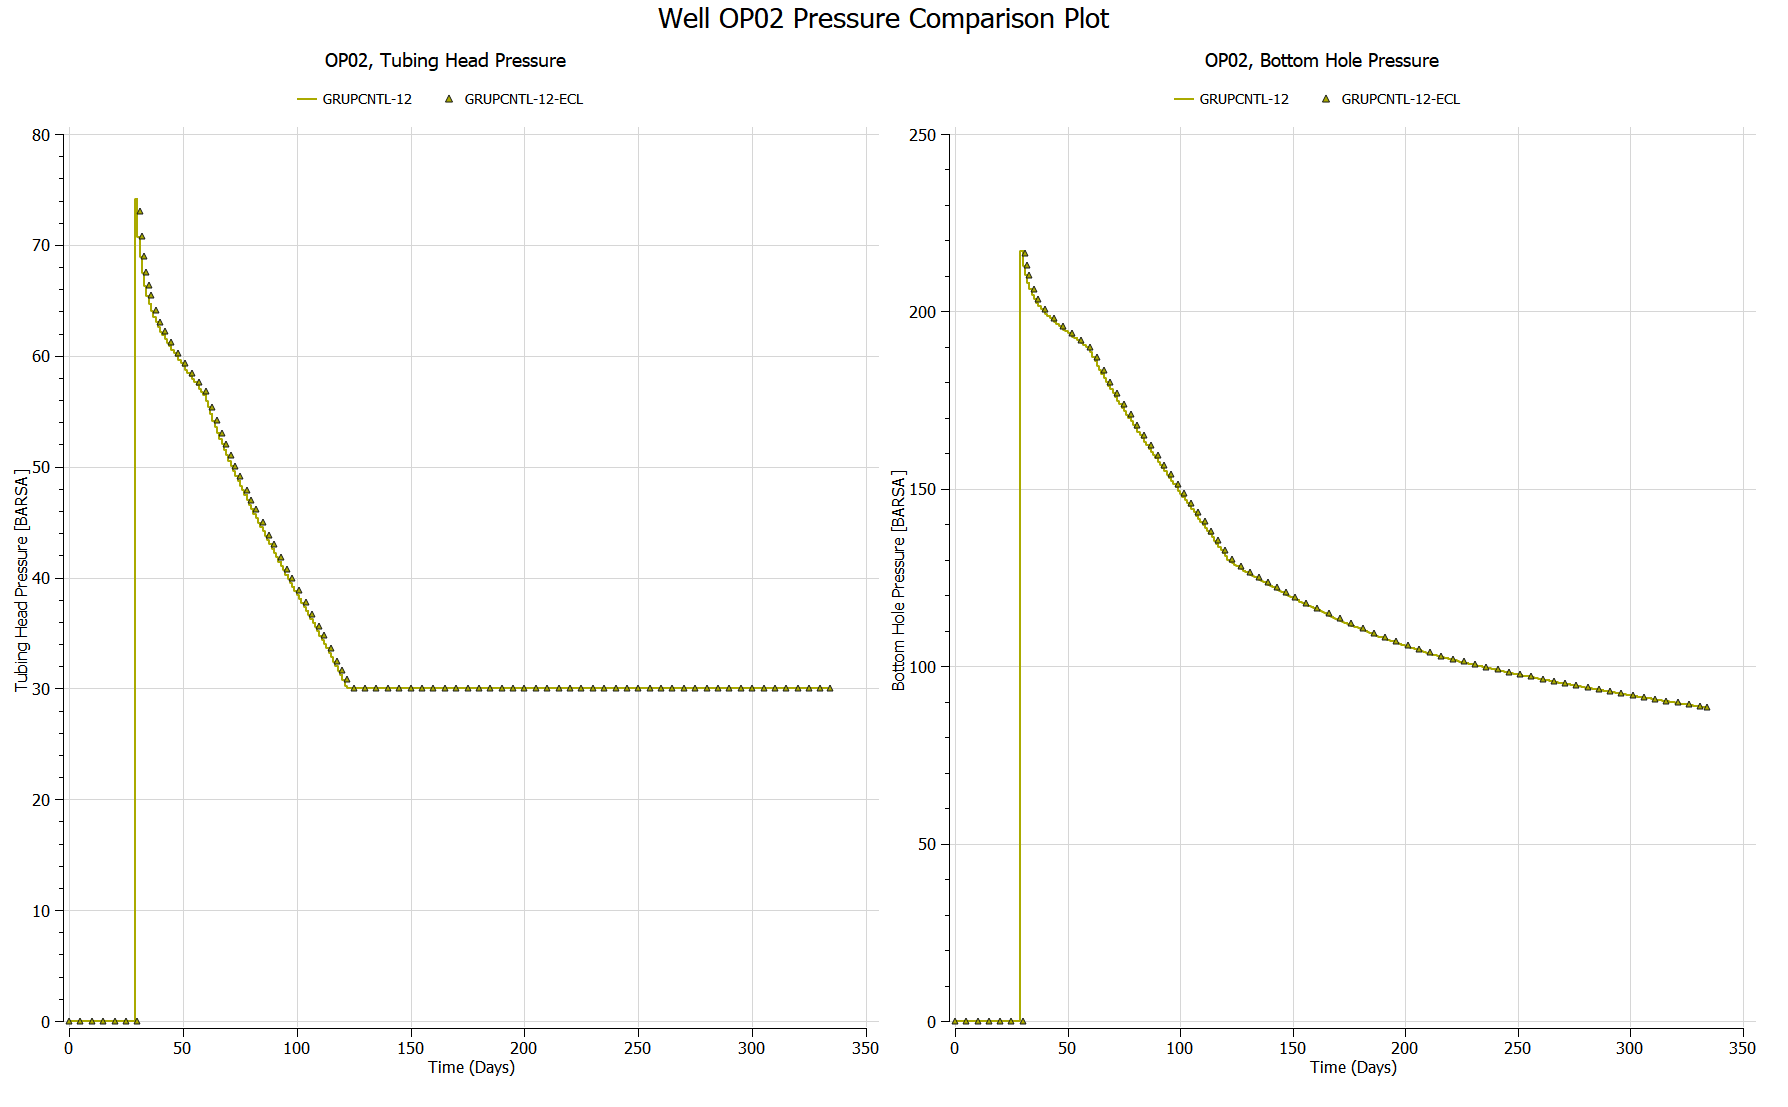 Well OP02 Pressure Comparison Plot
OP02, Tubing Head Pressure
GRUPCNTL-12 GRUPCNTL-12-ECL
80
70
60
50
40
30
20
10
0
Tubing Head Pressure [BARSA]
0 50 100 150 200 250 300 350
Time (Days)
OP02, Bottom Hole Pressure
GRUPCNTL-12 GRUPCNTL-12-ECL
250
200
150
100
50
0
Bottom Hole Pressure [BARSA]
0 50 100 150 200 250 300 350
Time (Days)